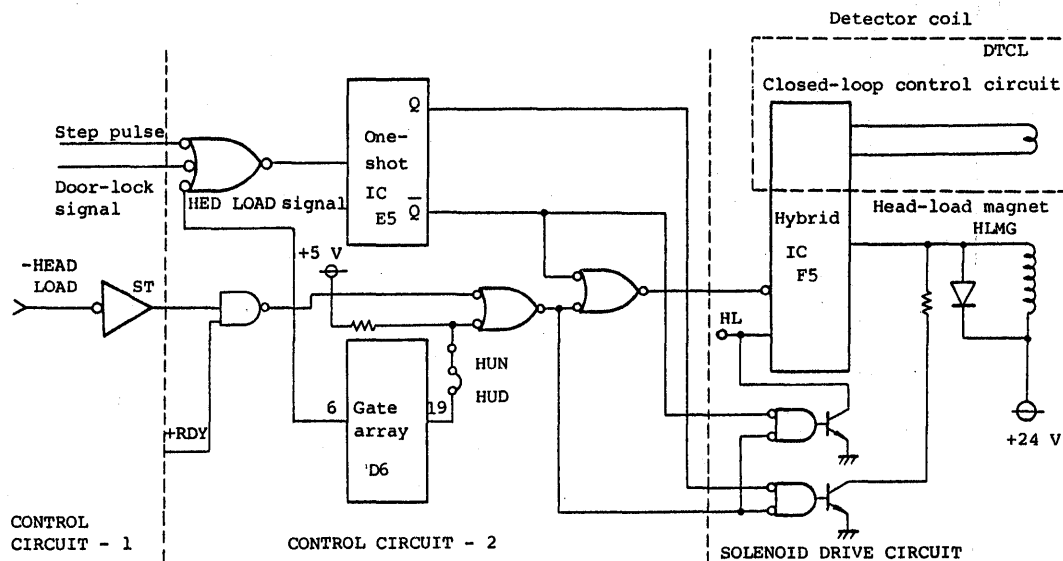 Detector coil
DTCL
Closed-loop control circuit
Step pulse
Door-lock
signal
HED LOAD signal
One-
shot
IC
E5
Q
Q̅
Hybrid
IC
F5
Head-load magnet
HLMG
+5 V
-HEAD
LOAD
ST
HL
HUN
HUD
6
19
Gate
array
'D6
+RDY
+24 V
CONTROL
CIRCUIT - 1
CONTROL CIRCUIT - 2
SOLENOID DRIVE CIRCUIT